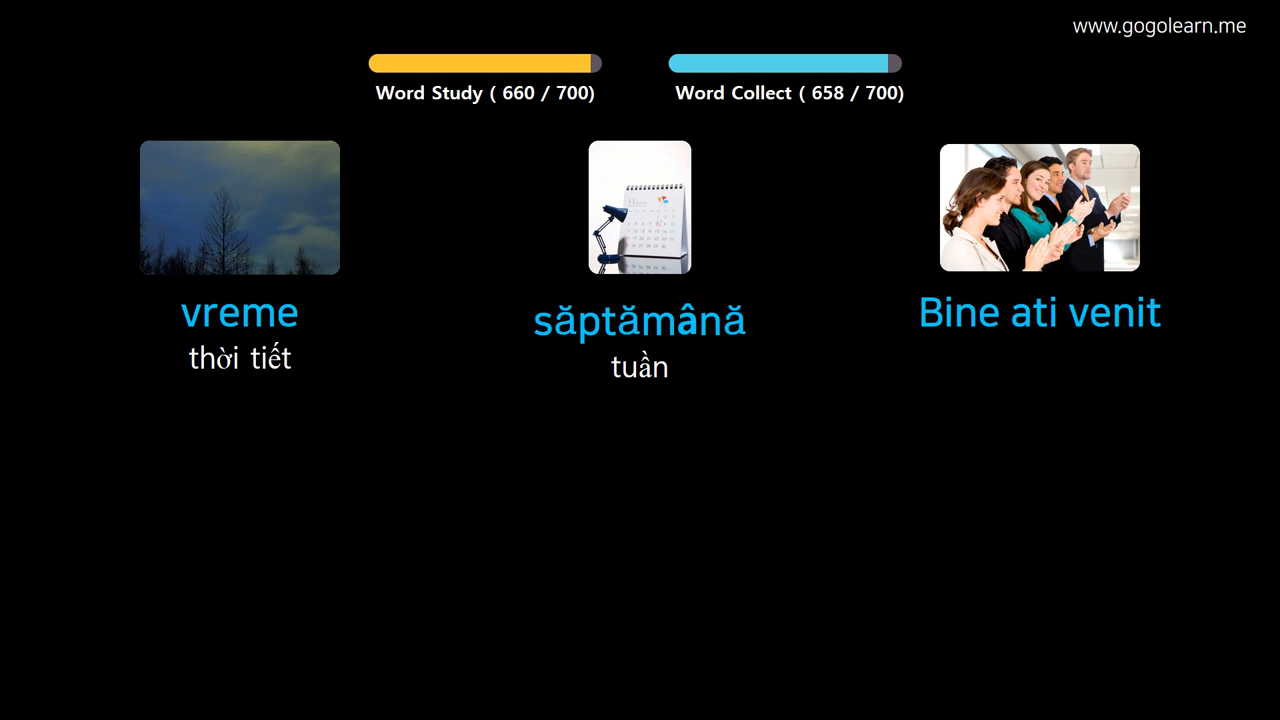 www.gogolearn.me
Word Study ( 660 / 700)
Word Collect ( 658 / 700)
vreme
thời tiết
săptămână
tuần
Bine ati venit